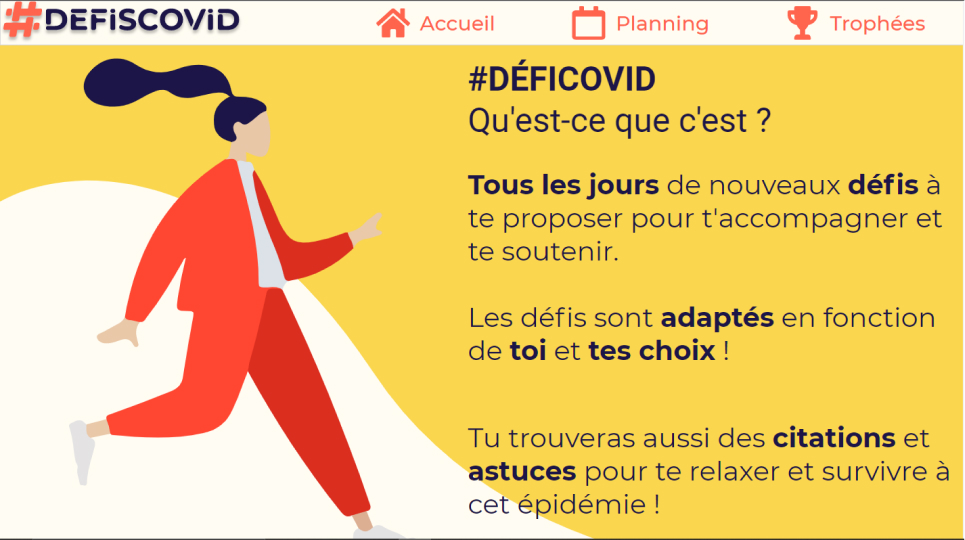 #DEFiSCOViD
Accueil
Planning
Trophées
#DÉFICOVID
Qu'est-ce que c'est ?
Tous les jours de nouveaux défis à
te proposer pour t'accompagner et
te soutenir.
Les défis sont adaptés en fonction
de toi et tes choix !
Tu trouveras aussi des citations et
astuces pour te relaxer et survivre à
cet épidémie !